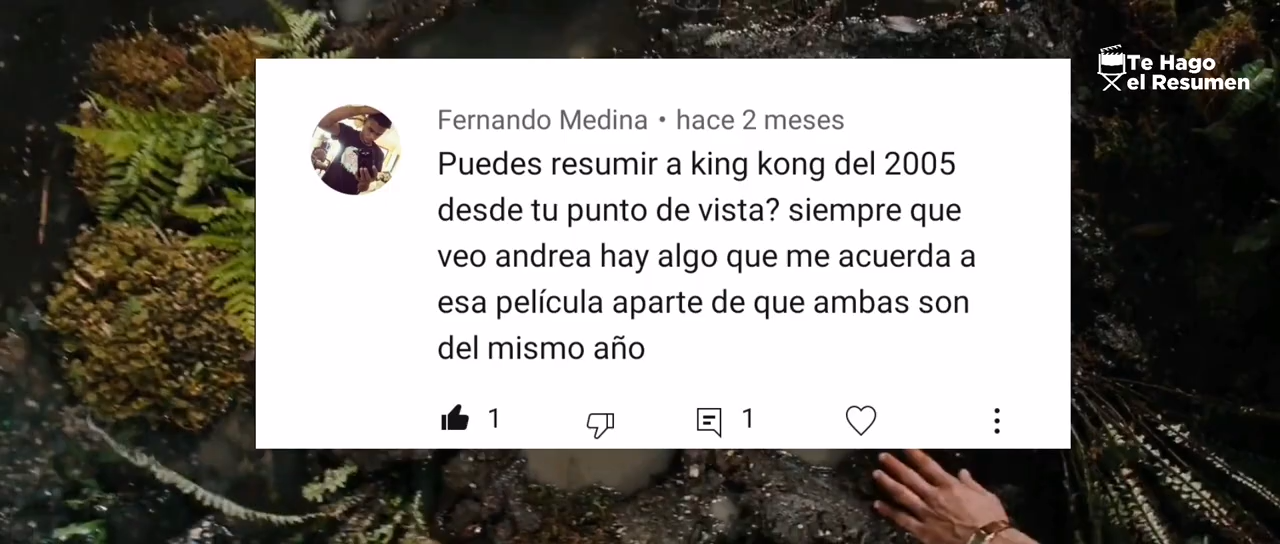 Te Hago
el Resumen
Fernando Medina • hace 2 meses
Puedes resumir a king kong del 2005
desde tu punto de vista? siempre que
veo andrea hay algo que me acuerda a
esa película aparte de que ambas son
del mismo año
1
1